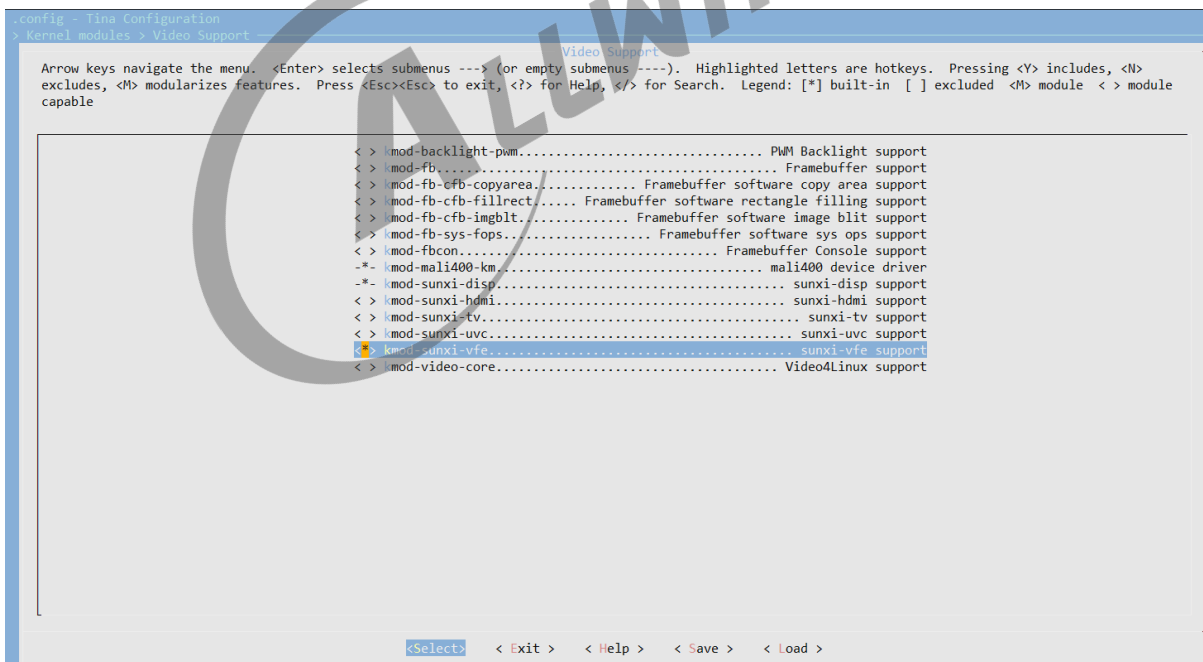 .config - Tina Configuration
> Kernel modules > Video Support
Video Support
Arrow keys navigate the menu.  <Enter> selects submenus ---> (or empty submenus ----).  Highlighted letters are hotkeys.  Pressing <Y> includes, <N>
excludes, <M> modularizes features.  Press <Esc><Esc> to exit, <?> for Help, </> for Search.  Legend: [*] built-in  [ ] excluded  <M> module  < > module
capable
< > kmod-backlight-pwm................................. PWM Backlight support
< > kmod-fb.............................................. Framebuffer support
< > kmod-fb-cfb-copyarea............. Framebuffer software copy area support
< > kmod-fb-cfb-fillrect...... Framebuffer software rectangle filling support
< > kmod-fb-cfb-imgblt............... Framebuffer software image blit support
< > kmod-fb-sys-fops.................... Framebuffer software sys ops support
< > kmod-fbcon................................ Framebuffer Console support
-*- kmod-mali400-km.................................... mali400 device driver
-*- kmod-sunxi-disp....................................... sunxi-disp support
< > kmod-sunxi-hdmi....................................... sunxi-hdmi support
< > kmod-sunxi-tv........................................... sunxi-tv support
< > kmod-sunxi-uvc......................................... sunxi-uvc support
<*> kmod-sunxi-vfe......................................... sunxi-vfe support
< > kmod-video-core...................................... Video4Linux support
<Select>    < Exit >    < Help >    < Save >    < Load >